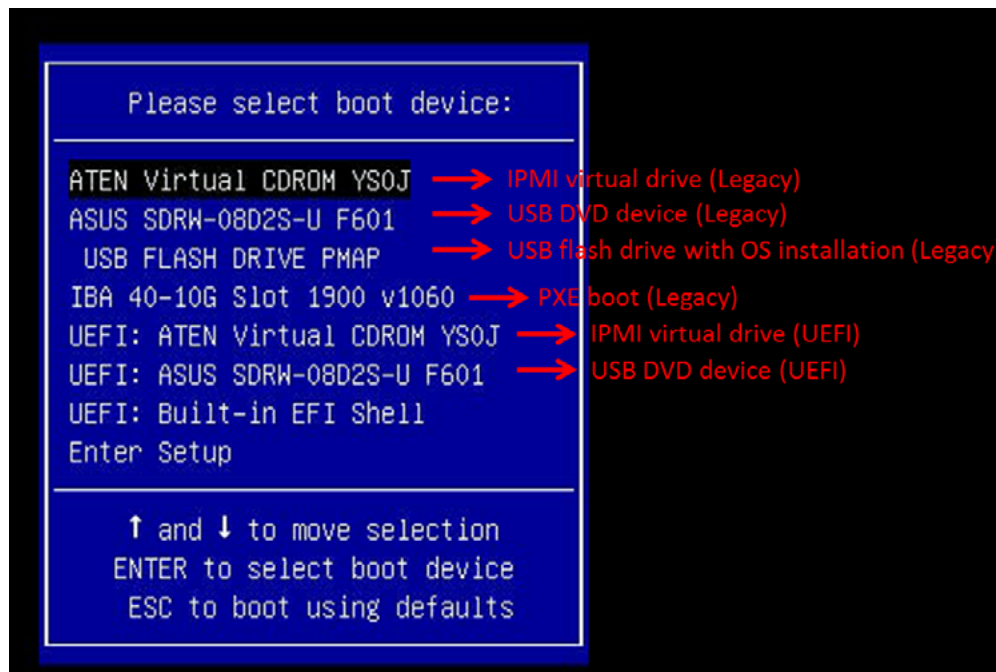 Please select boot device:
ATEN Virtual CDROM YS0J → IPMI virtual drive (Legacy)
ASUS SDRW-08D2S-U F601 → USB DVD device (Legacy)
USB FLASH DRIVE PMAP → USB flash drive with OS installation (Legacy
IBA 40-10G Slot 1900 v1060 → PXE boot (Legacy)
UEFI: ATEN Virtual CDROM YS0J → IPMI virtual drive (UEFI)
UEFI: ASUS SDRW-08D2S-U F601 → USB DVD device (UEFI)
UEFI: Built-in EFI Shell
Enter Setup
↑ and ↓ to move selection
ENTER to select boot device
ESC to boot using defaults